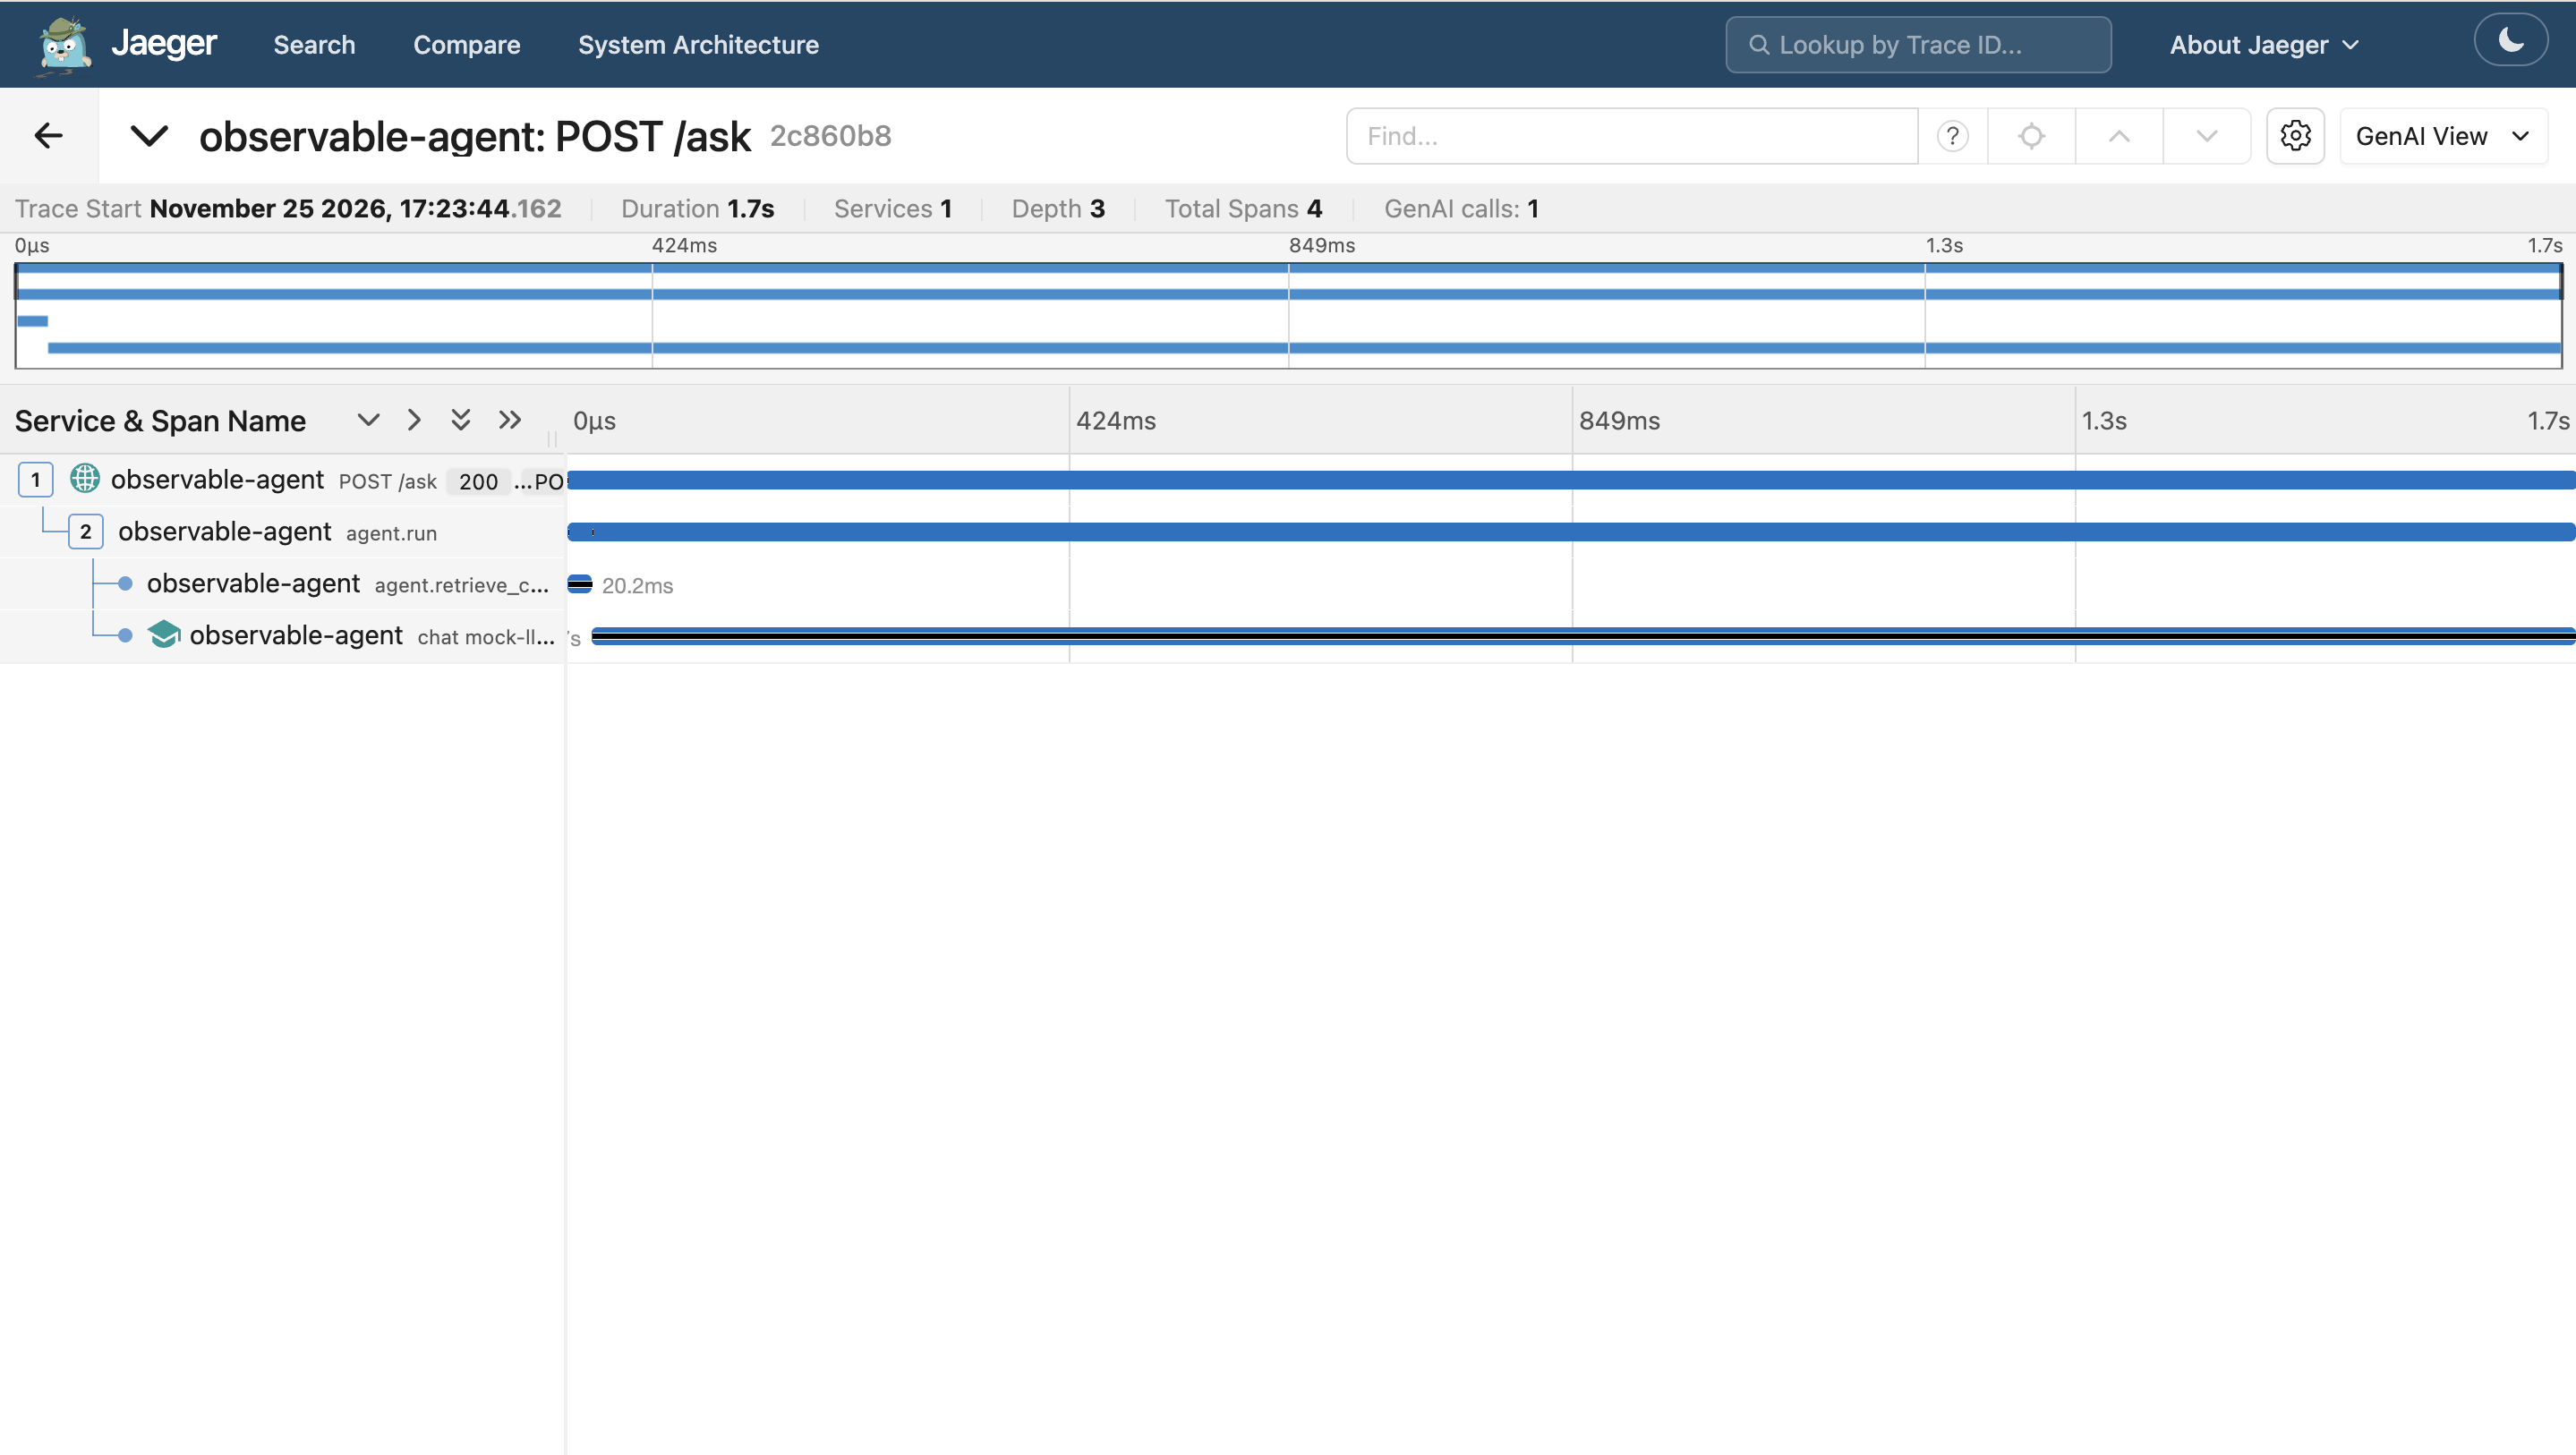 Jaeger Search Compare System Architecture Lookup by Trace ID... About Jaeger
observable-agent: POST /ask 2c860b8 Find... GenAI View
Trace Start November 25 2026, 17:23:44.162 Duration 1.7s Services 1 Depth 3 Total Spans 4 GenAI calls: 1
0μs 424ms 849ms 1.3s 1.7s
Service & Span Name 0μs 424ms 849ms 1.3s 1.7s
1 observable-agent POST /ask 200 ...PO
2 observable-agent agent.run
observable-agent agent.retrieve_c... 20.2ms
observable-agent chat mock-ll... s